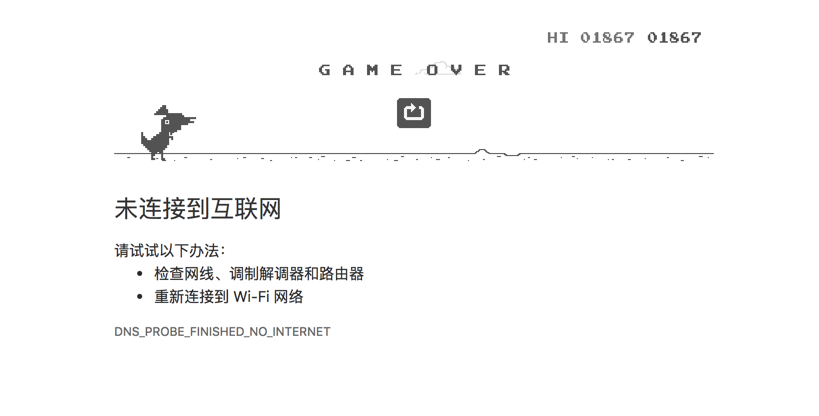 HI 01867 01867
GAME OVER
未连接到互联网
请试试以下办法：
• 检查网线、调制解调器和路由器
• 重新连接到 Wi-Fi 网络
DNS_PROBE_FINISHED_NO_INTERNET